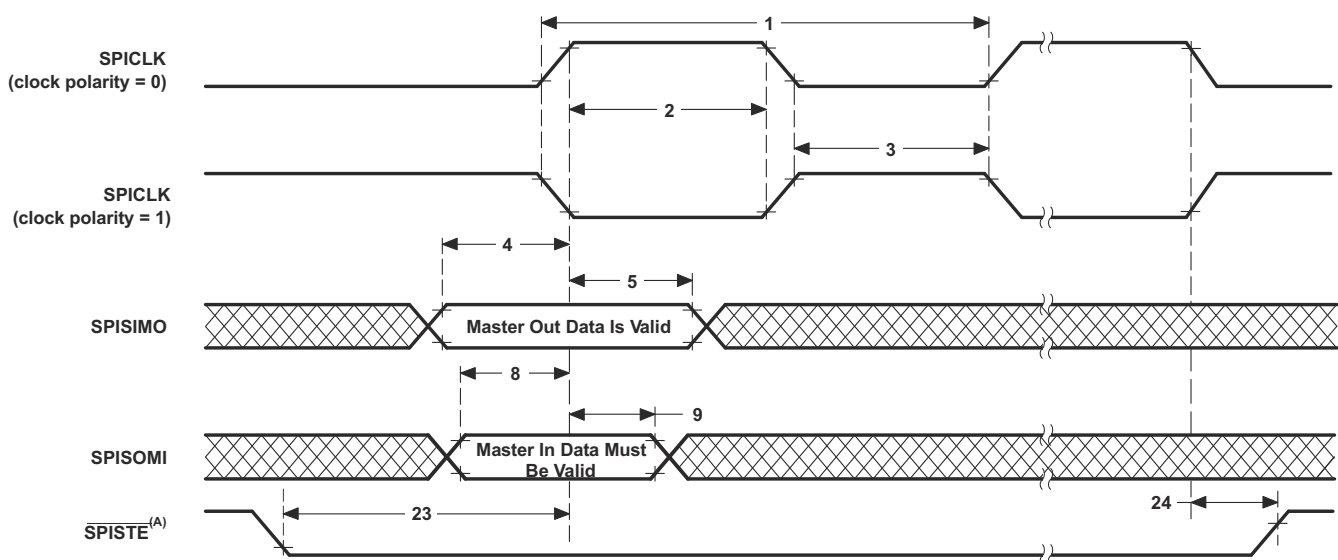 1
SPICLK
(clock polarity = 0)
2
3
SPICLK
(clock polarity = 1)
4
5
SPISIMO
Master Out Data Is Valid
8
9
SPISOMI
Master In Data Must
Be Valid
23
24
SPISTE(A)